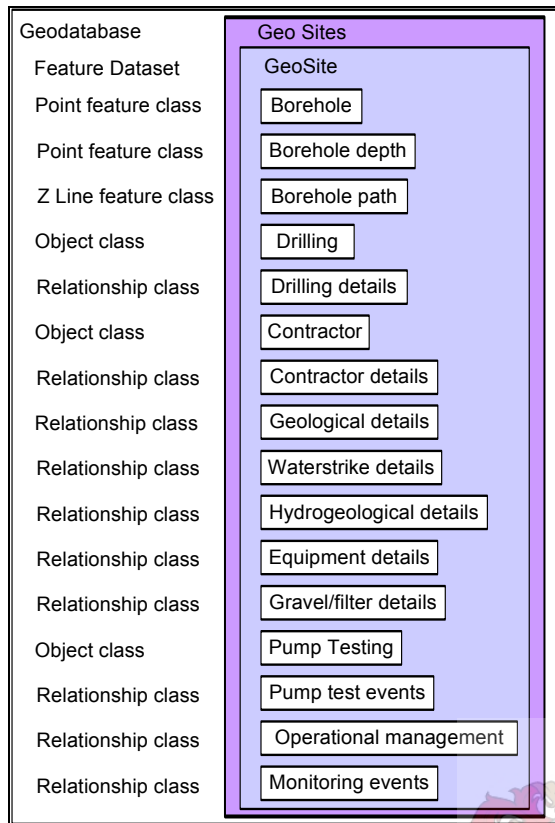 Geodatabase Geo Sites
Feature Dataset GeoSite
Point feature class Borehole
Point feature class Borehole depth
Z Line feature class Borehole path
Object class Drilling
Relationship class Drilling details
Object class Contractor
Relationship class Contractor details
Relationship class Geological details
Relationship class Waterstrike details
Relationship class Hydrogeological details
Relationship class Equipment details
Relationship class Gravel/filter details
Object class Pump Testing
Relationship class Pump test events
Relationship class Operational management
Relationship class Monitoring events